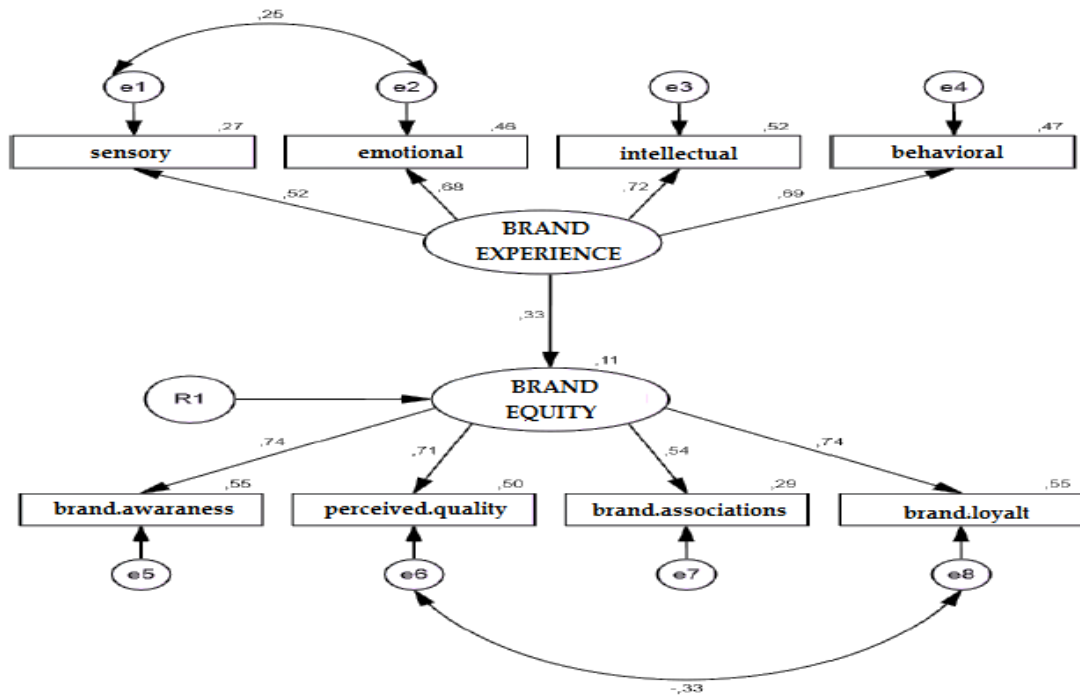 ,25
e1
e2
e3
e4
,27
,46
,52
,47
sensory
emotional
intellectual
behavioral
,52
,68
,72
,69
BRAND
EXPERIENCE
,33
,11
R1
BRAND
EQUITY
,74
,71
,54
,74
,55
,50
,29
,55
brand.awaraness
perceived.quality
brand.associations
brand.loyalt
e5
e6
e7
e8
-,33